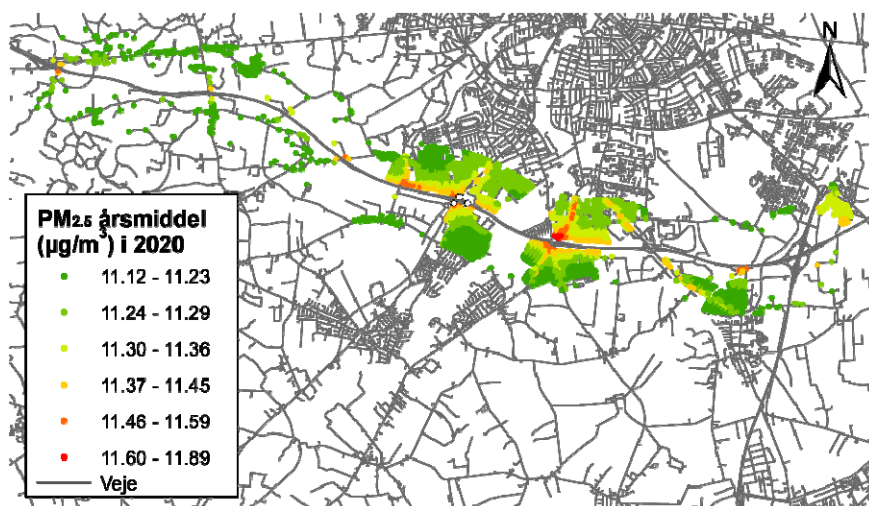 N
PM2.5 årsmiddel
(µg/m3) i 2020
11.12 - 11.23
11.24 - 11.29
11.30 - 11.36
11.37 - 11.45
11.46 - 11.59
11.60 - 11.89
Veje